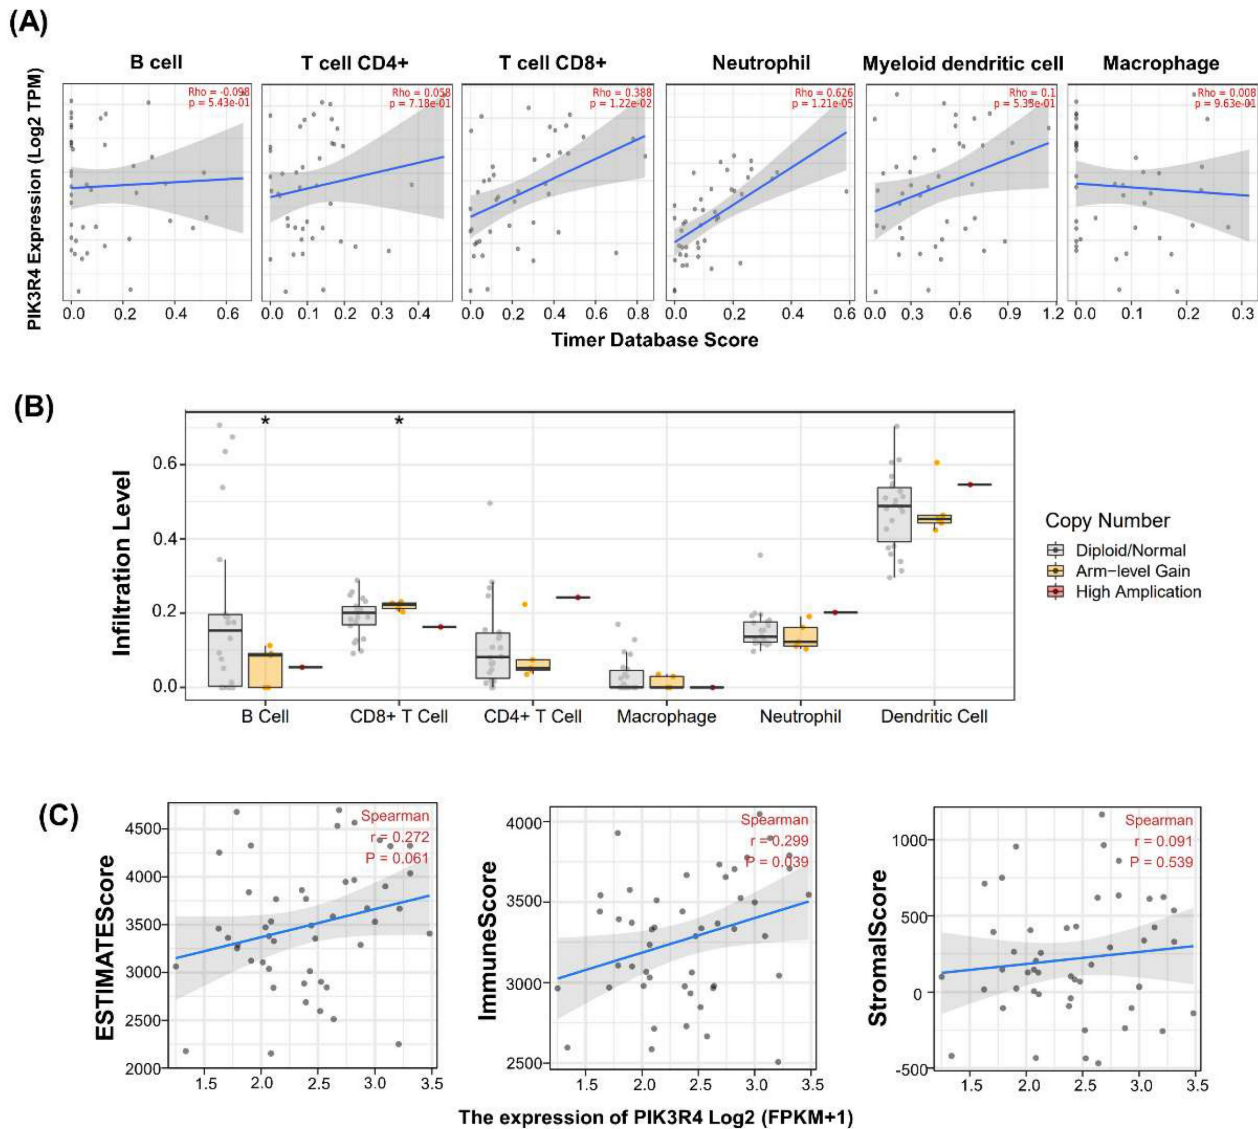 (A)
B cell
T cell CD4+
T cell CD8+
Neutrophil
Myeloid dendritic cell
Macrophage
PIK3R4 Expression (Log2 TPM)
Rho = -0.098
p = 5.43e-01
Rho = 0.058
p = 7.18e-01
Rho = 0.388
p = 1.22e-02
Rho = 0.626
p = 1.21e-05
Rho = 0.1
p = 5.35e-01
Rho = 0.008
p = 9.63e-01
0.0 0.2 0.4 0.6
0.0 0.1 0.2 0.3 0.4
0.0 0.2 0.4 0.6 0.8
0.0 0.2 0.4 0.6
0.0 0.3 0.6 0.9 1.2
0.0 0.1 0.2 0.3
Timer Database Score
(B)
Infiltration Level
0.6
0.4
0.2
0.0
* *
B Cell
CD8+ T Cell
CD4+ T Cell
Macrophage
Neutrophil
Dendritic Cell
Copy Number
Diploid/Normal
Arm-level Gain
High Amplication
(C)
ESTIMATEScore
4500
4000
3500
3000
2500
2000
Spearman
r = 0.272
P = 0.061
1.5 2.0 2.5 3.0 3.5
ImmuneScore
4000
3500
3000
2500
Spearman
r = 0.299
P = 0.039
1.5 2.0 2.5 3.0 3.5
StromalScore
1000
500
0
-500
Spearman
r = 0.091
P = 0.539
1.5 2.0 2.5 3.0 3.5
The expression of PIK3R4 Log2 (FPKM+1)